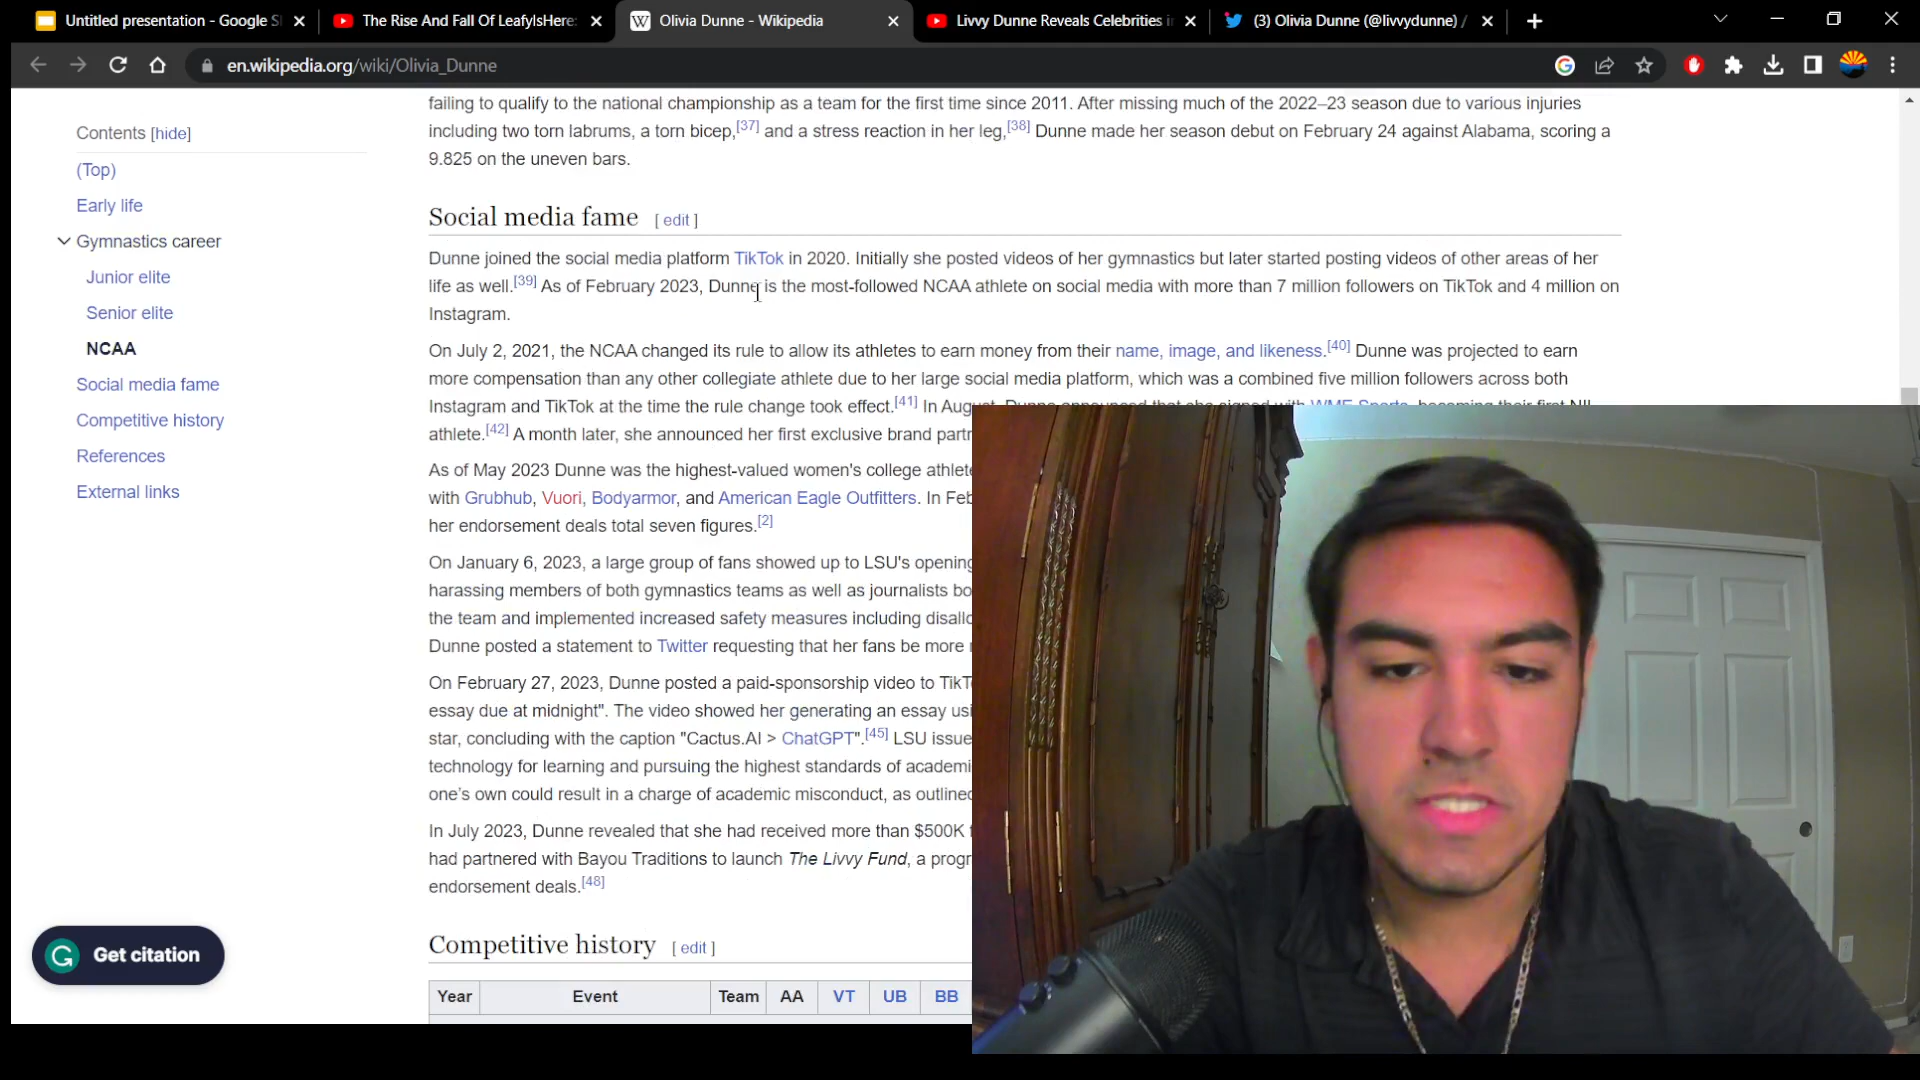 Untitled presentation - Google Sl
The Rise And Fall Of LeafyIsHere:
Olivia Dunne - Wikipedia
Livvy Dunne Reveals Celebrities in
(3) Olivia Dunne (@livvydunne) /
en.wikipedia.org/wiki/Olivia_Dunne
Contents [hide]
(Top)
Early life
Gymnastics career
Junior elite
Senior elite
NCAA
Social media fame
Competitive history
References
External links
Get citation
failing to qualify to the national championship as a team for the first time since 2011. After missing much of the 2022–23 season due to various injuries
including two torn labrums, a torn bicep,[37] and a stress reaction in her leg,[38] Dunne made her season debut on February 24 against Alabama, scoring a
9.825 on the uneven bars.
Social media fame [ edit ]
Dunne joined the social media platform TikTok in 2020. Initially she posted videos of her gymnastics but later started posting videos of other areas of her
life as well.[39] As of February 2023, Dunne is the most-followed NCAA athlete on social media with more than 7 million followers on TikTok and 4 million on
Instagram.
On July 2, 2021, the NCAA changed its rule to allow its athletes to earn money from their name, image, and likeness.[40] Dunne was projected to earn
more compensation than any other collegiate athlete due to her large social media platform, which was a combined five million followers across both
Instagram and TikTok at the time the rule change took effect.[41] In August, Dunne announced that she signed with WME Sports, becoming their first NIL
athlete.[42] A month later, she announced her first exclusive brand partn
As of May 2023 Dunne was the highest-valued women's college athlete
with Grubhub, Vuori, Bodyarmor, and American Eagle Outfitters. In Feb
her endorsement deals total seven figures.[2]
On January 6, 2023, a large group of fans showed up to LSU's opening
harassing members of both gymnastics teams as well as journalists bo
the team and implemented increased safety measures including disallo
Dunne posted a statement to Twitter requesting that her fans be more r
On February 27, 2023, Dunne posted a paid-sponsorship video to TikTo
essay due at midnight". The video showed her generating an essay usi
star, concluding with the caption "Cactus.AI > ChatGPT".[45] LSU issue
technology for learning and pursuing the highest standards of academi
one's own could result in a charge of academic misconduct, as outlined
In July 2023, Dunne revealed that she had received more than $500K f
had partnered with Bayou Traditions to launch The Livvy Fund, a progr
endorsement deals.[48]
Competitive history [ edit ]
Year Event Team AA VT UB BB